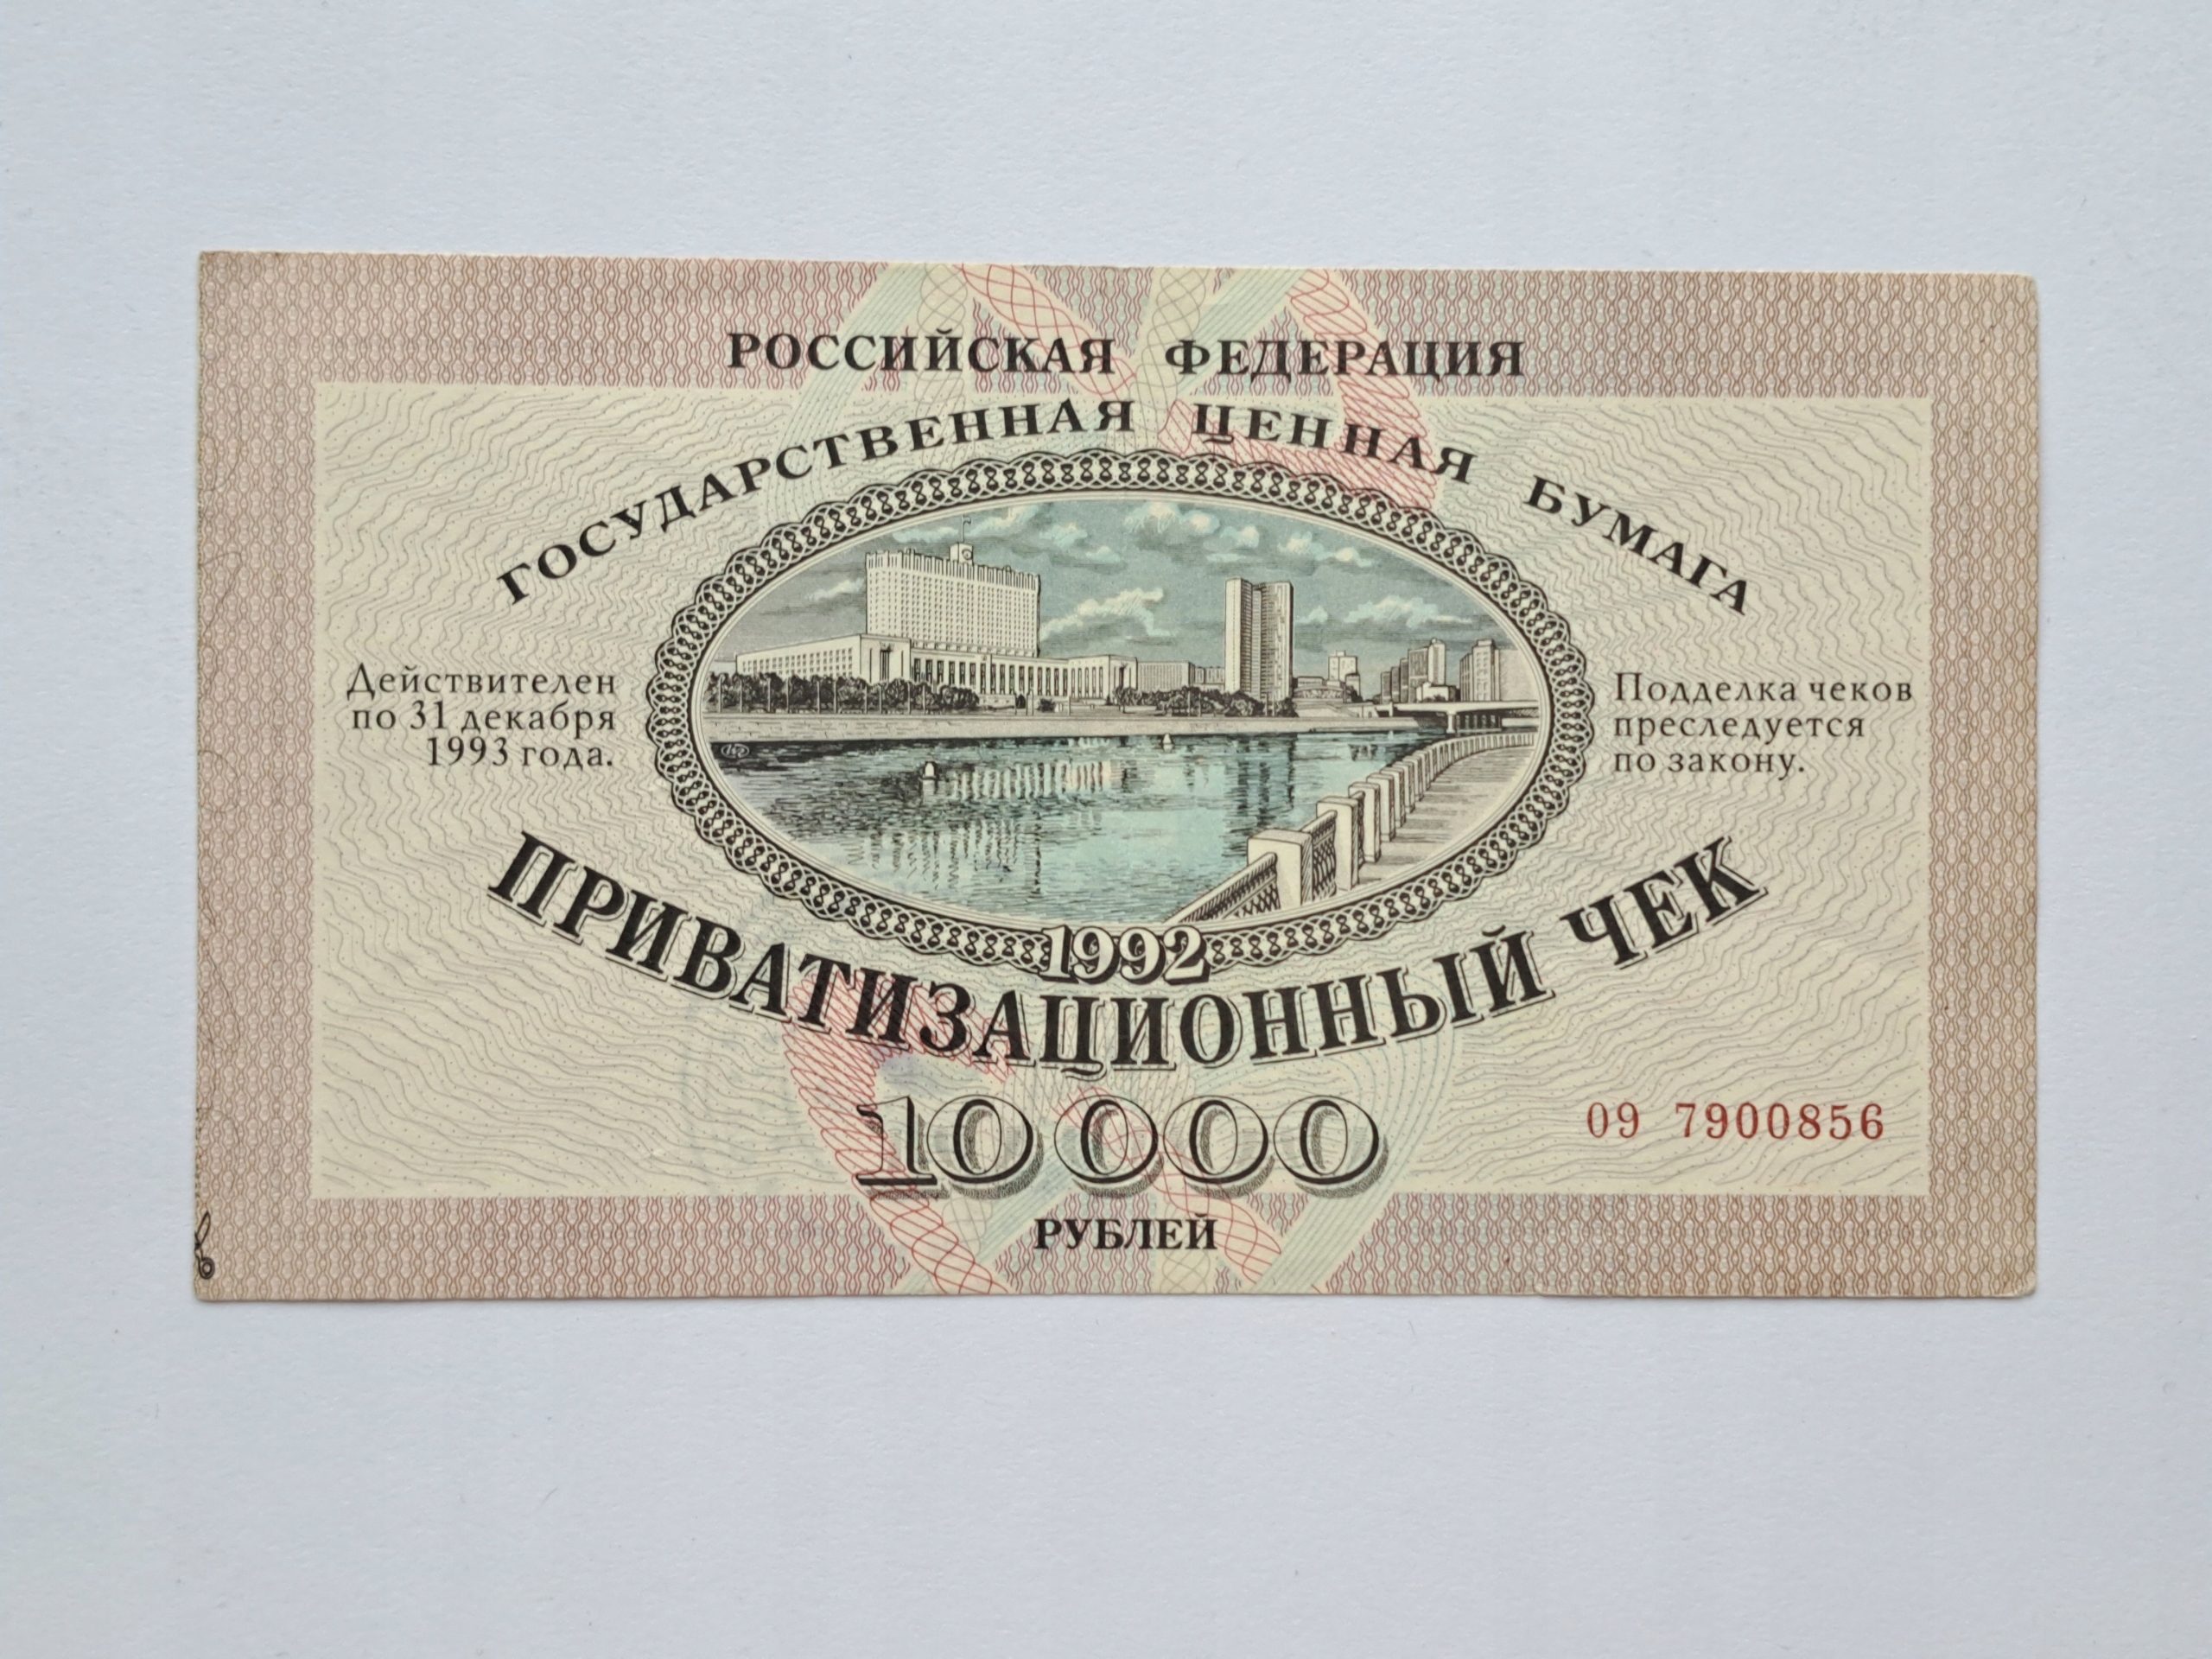 РОССИЙСКАЯ ФЕДЕРАЦИЯ
ГОСУДАРСТВЕННАЯ ЦЕННАЯ БУМАГА
Действителен
по 31 декабря
1993 года.
Подделка чеков
преследуется
по закону.
1992
ПРИВАТИЗАЦИОННЫЙ ЧЕК
10 000
РУБЛЕЙ
09 7900856